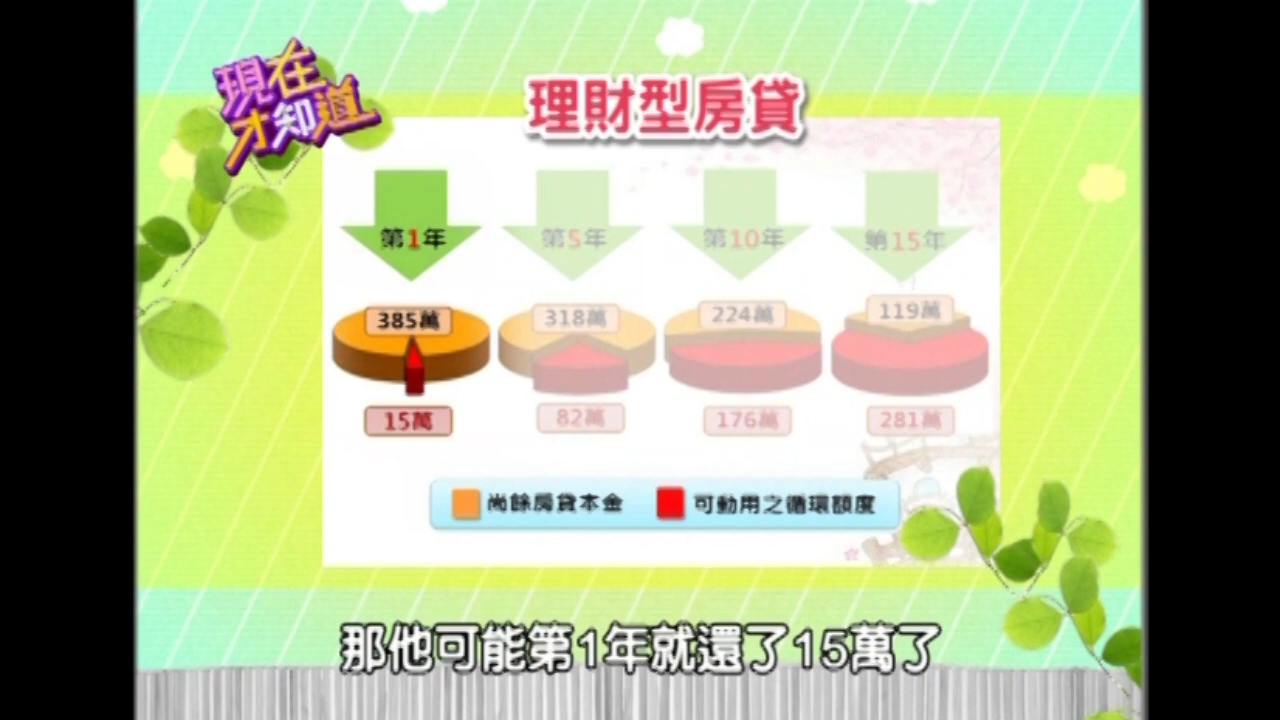 現在
才知道
理財型房貸
第1年
第5年
第10年
第15年
385萬
318萬
224萬
119萬
15萬
82萬
176萬
281萬
尚餘房貸本金
可動用之循環額度
那他可能第1年就還了15萬了